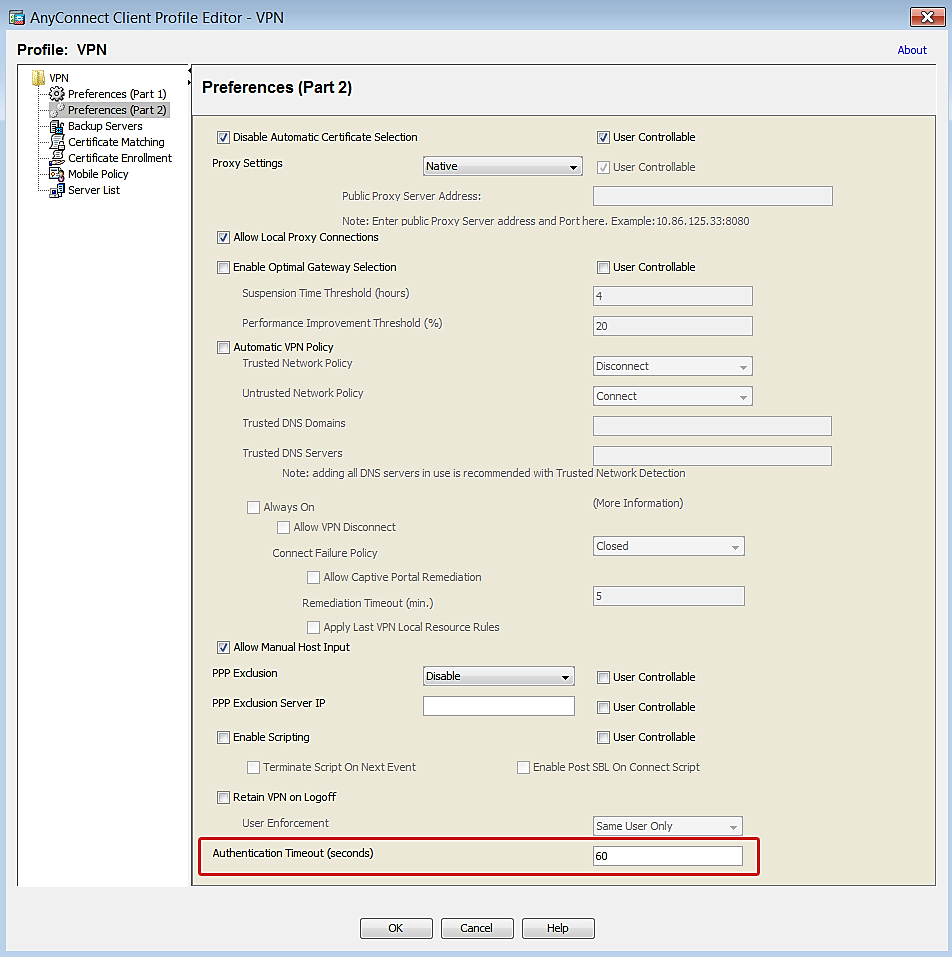 AnyConnect Client Profile Editor - VPN
Profile: VPN
About
VPN
Preferences (Part 1)
Preferences (Part 2)
Backup Servers
Certificate Matching
Certificate Enrollment
Mobile Policy
Server List
Preferences (Part 2)
Disable Automatic Certificate Selection
User Controllable
Proxy Settings
Native
User Controllable
Public Proxy Server Address:
Note: Enter public Proxy Server address and Port here. Example:10.86.125.33:8080
Allow Local Proxy Connections
Enable Optimal Gateway Selection
User Controllable
Suspension Time Threshold (hours)
4
Performance Improvement Threshold (%)
20
Automatic VPN Policy
Trusted Network Policy
Disconnect
Untrusted Network Policy
Connect
Trusted DNS Domains
Trusted DNS Servers
Note: adding all DNS servers in use is recommended with Trusted Network Detection
Always On
(More Information)
Allow VPN Disconnect
Connect Failure Policy
Closed
Allow Captive Portal Remediation
Remediation Timeout (min.)
5
Apply Last VPN Local Resource Rules
Allow Manual Host Input
PPP Exclusion
Disable
User Controllable
PPP Exclusion Server IP
User Controllable
Enable Scripting
User Controllable
Terminate Script On Next Event
Enable Post SBL On Connect Script
Retain VPN on Logoff
User Enforcement
Same User Only
Authentication Timeout (seconds)
60
OK
Cancel
Help